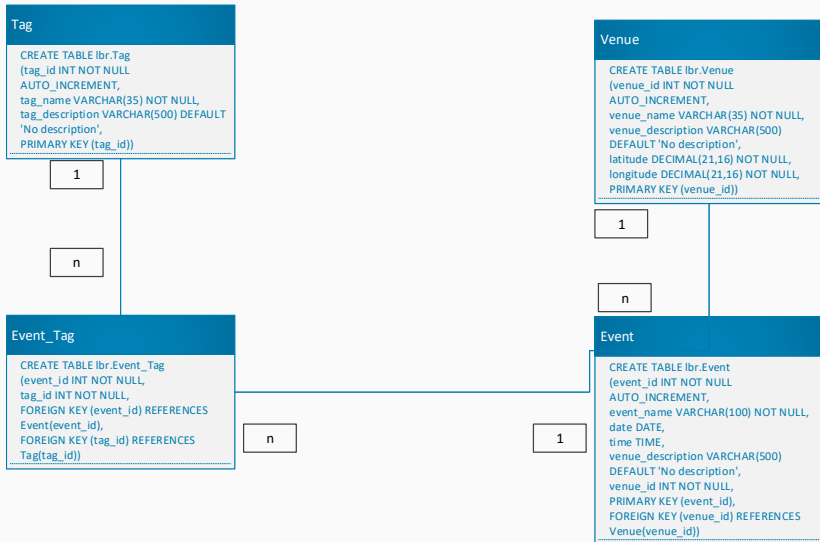 Tag
CREATE TABLE lbr.Tag
(tag_id INT NOT NULL
AUTO_INCREMENT,
tag_name VARCHAR(35) NOT NULL,
tag_description VARCHAR(500) DEFAULT
'No description',
PRIMARY KEY (tag_id))
Venue
CREATE TABLE lbr.Venue
(venue_id INT NOT NULL
AUTO_INCREMENT,
venue_name VARCHAR(35) NOT NULL,
venue_description VARCHAR(500)
DEFAULT 'No description',
latitude DECIMAL(21,16) NOT NULL,
longitude DECIMAL(21,16) NOT NULL,
PRIMARY KEY (venue_id))
1
n
1
n
Event_Tag
CREATE TABLE lbr.Event_Tag
(event_id INT NOT NULL,
tag_id INT NOT NULL,
FOREIGN KEY (event_id) REFERENCES
Event(event_id),
FOREIGN KEY (tag_id) REFERENCES
Tag(tag_id))
n
1
Event
CREATE TABLE lbr.Event
(event_id INT NOT NULL
AUTO_INCREMENT,
event_name VARCHAR(100) NOT NULL,
date DATE,
time TIME,
venue_description VARCHAR(500)
DEFAULT 'No description',
venue_id INT NOT NULL,
PRIMARY KEY (event_id),
FOREIGN KEY (venue_id) REFERENCES
Venue(venue_id))